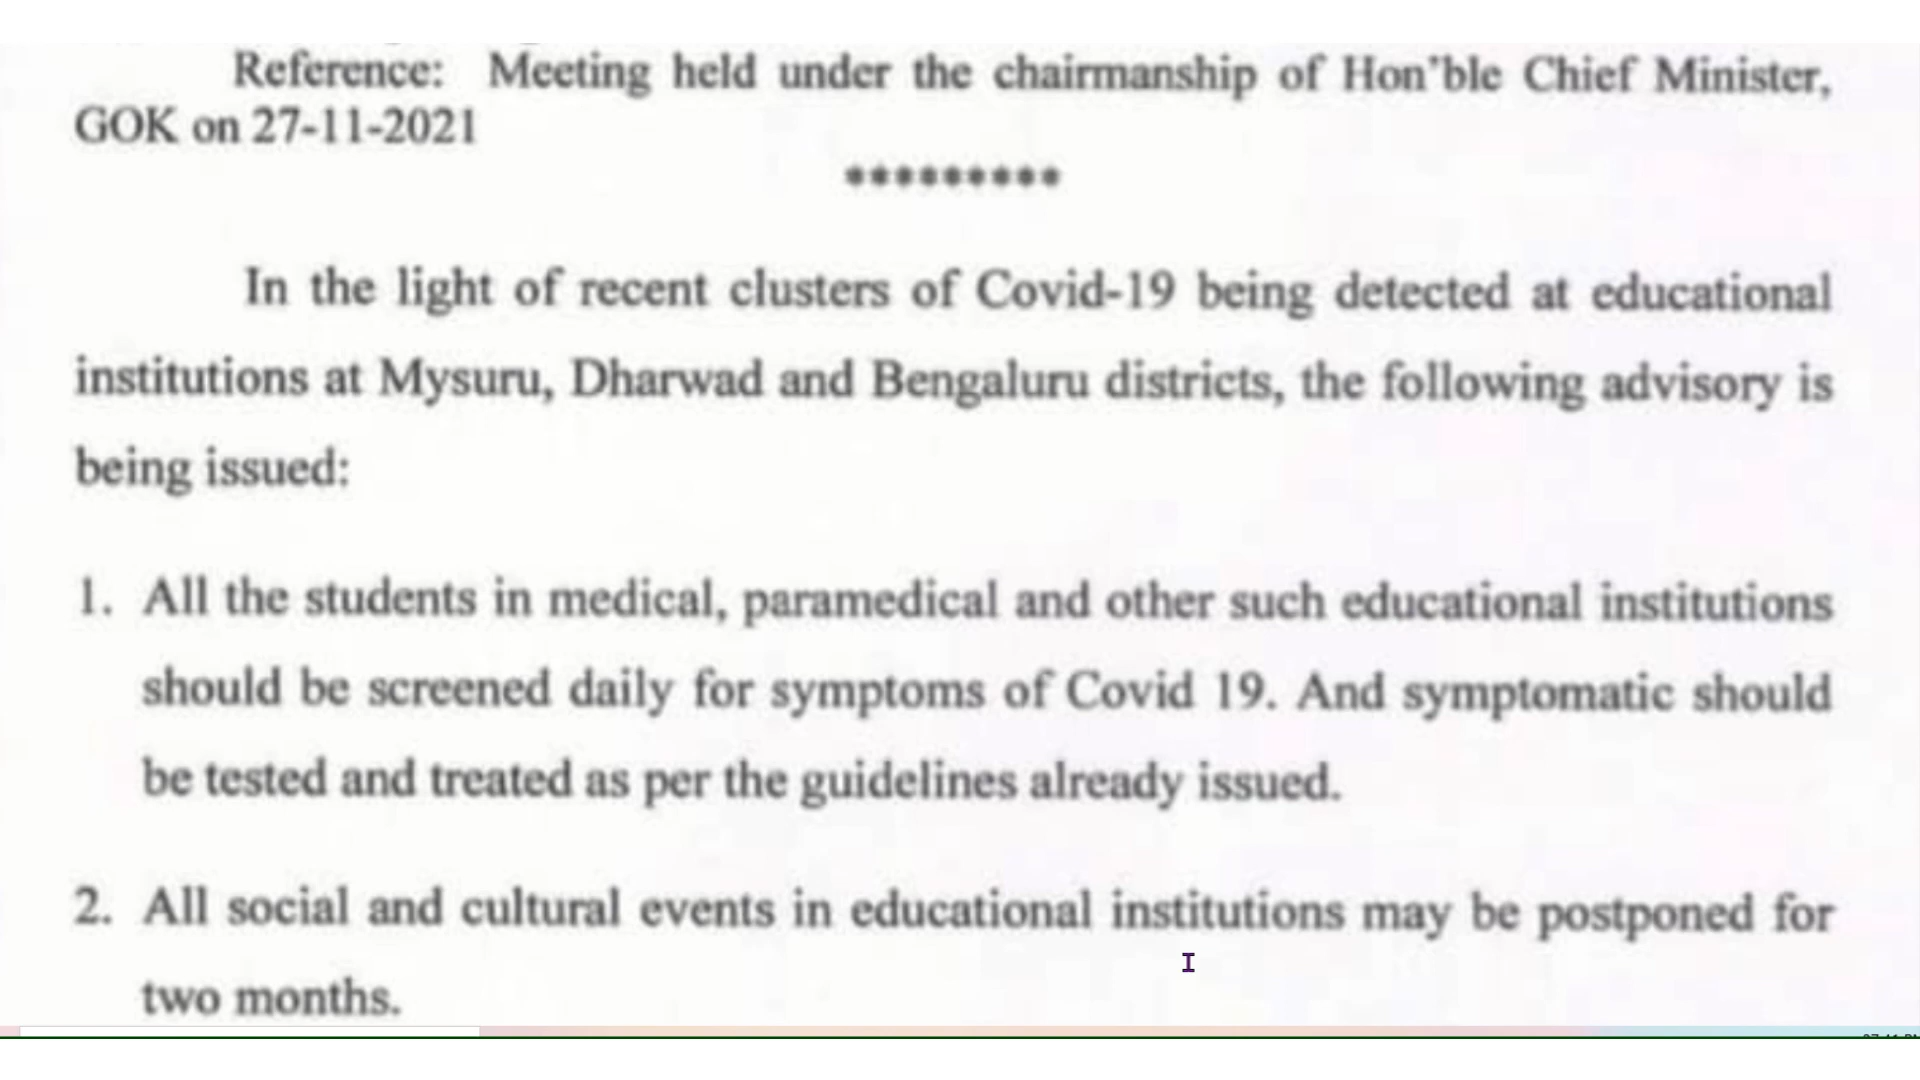 Reference: Meeting held under the chairmanship of Hon'ble Chief Minister,
GOK on 27-11-2021
*********
In the light of recent clusters of Covid-19 being detected at educational
institutions at Mysuru, Dharwad and Bengaluru districts, the following advisory is
being issued:
1. All the students in medical, paramedical and other such educational institutions
should be screened daily for symptoms of Covid 19. And symptomatic should
be tested and treated as per the guidelines already issued.
2. All social and cultural events in educational institutions may be postponed for
two months.